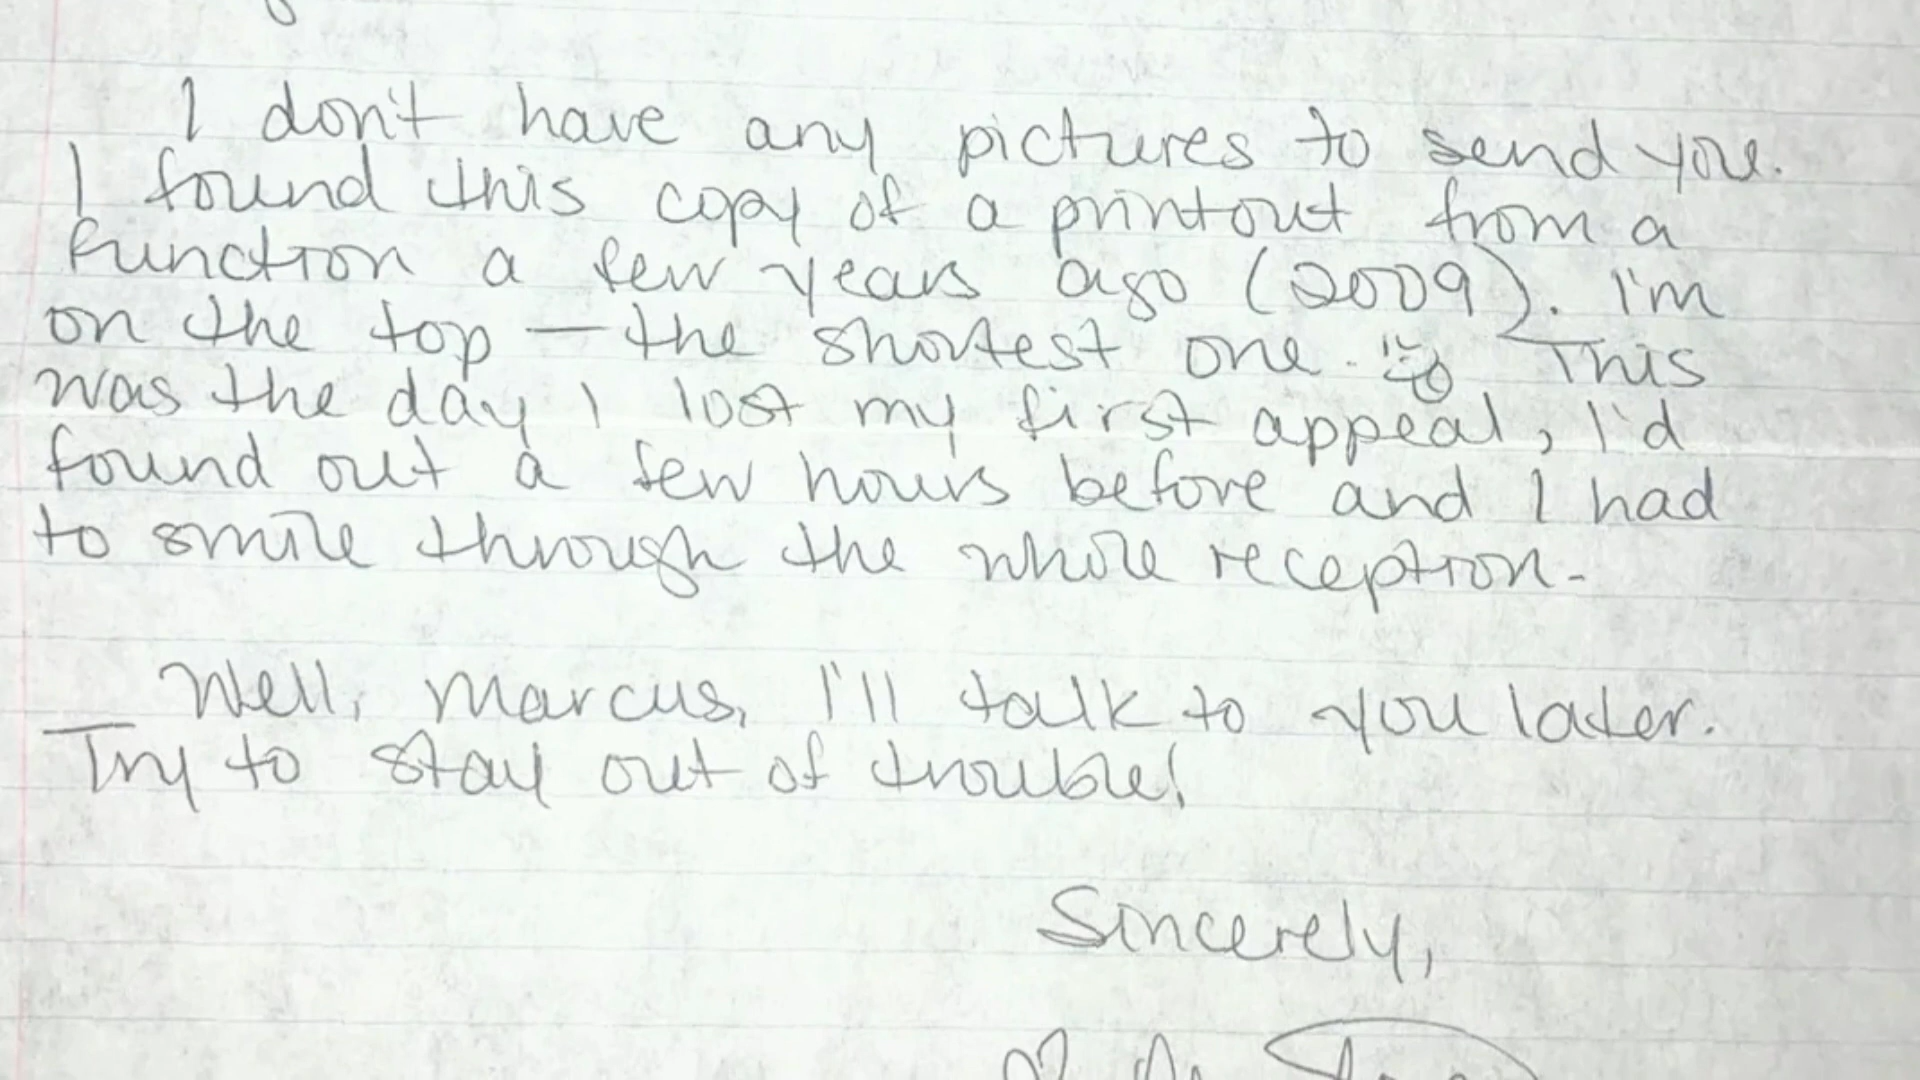 I don't have any pictures to send you.
I found this copy of a printout from a
function a few years ago (2009). I'm
on the top — the shortest one. This
was the day I lost my first appeal, I'd
found out a few hours before and I had
to smile through the whole reception.
Well, Marcus, I'll talk to you later.
Try to stay out of trouble!
Sincerely,